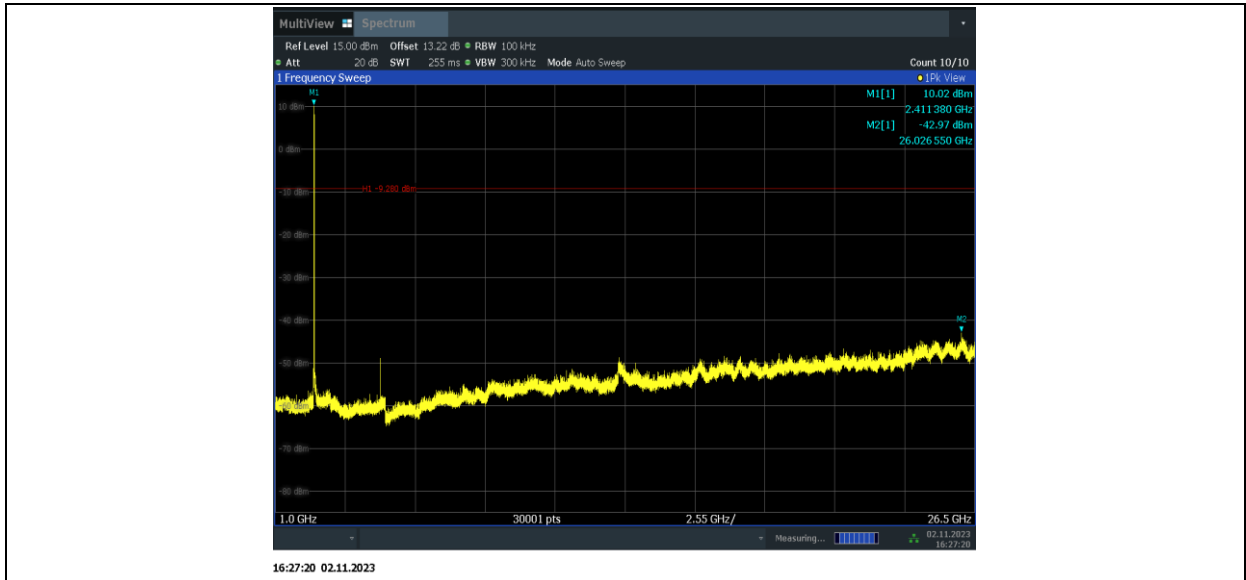 MultiView Spectrum
Ref Level 15.00 dBm Offset 13.22 dB RBW 100 kHz
Att 20 dB SWT 255 ms VBW 300 kHz Mode Auto Sweep Count 10/10
1 Frequency Sweep 1Pk View
M1 M1[1] 10.02 dBm
10 dBm 2.411380 GHz
M2[1] -42.97 dBm
0 dBm 26.026550 GHz
H1 -9.280 dBm
-10 dBm
-20 dBm
-30 dBm
-40 dBm M2
-50 dBm
-60 dBm
-70 dBm
-80 dBm
1.0 GHz 30001 pts 2.55 GHz/ 26.5 GHz
Measuring... 02.11.2023
16:27:20
16:27:20 02.11.2023